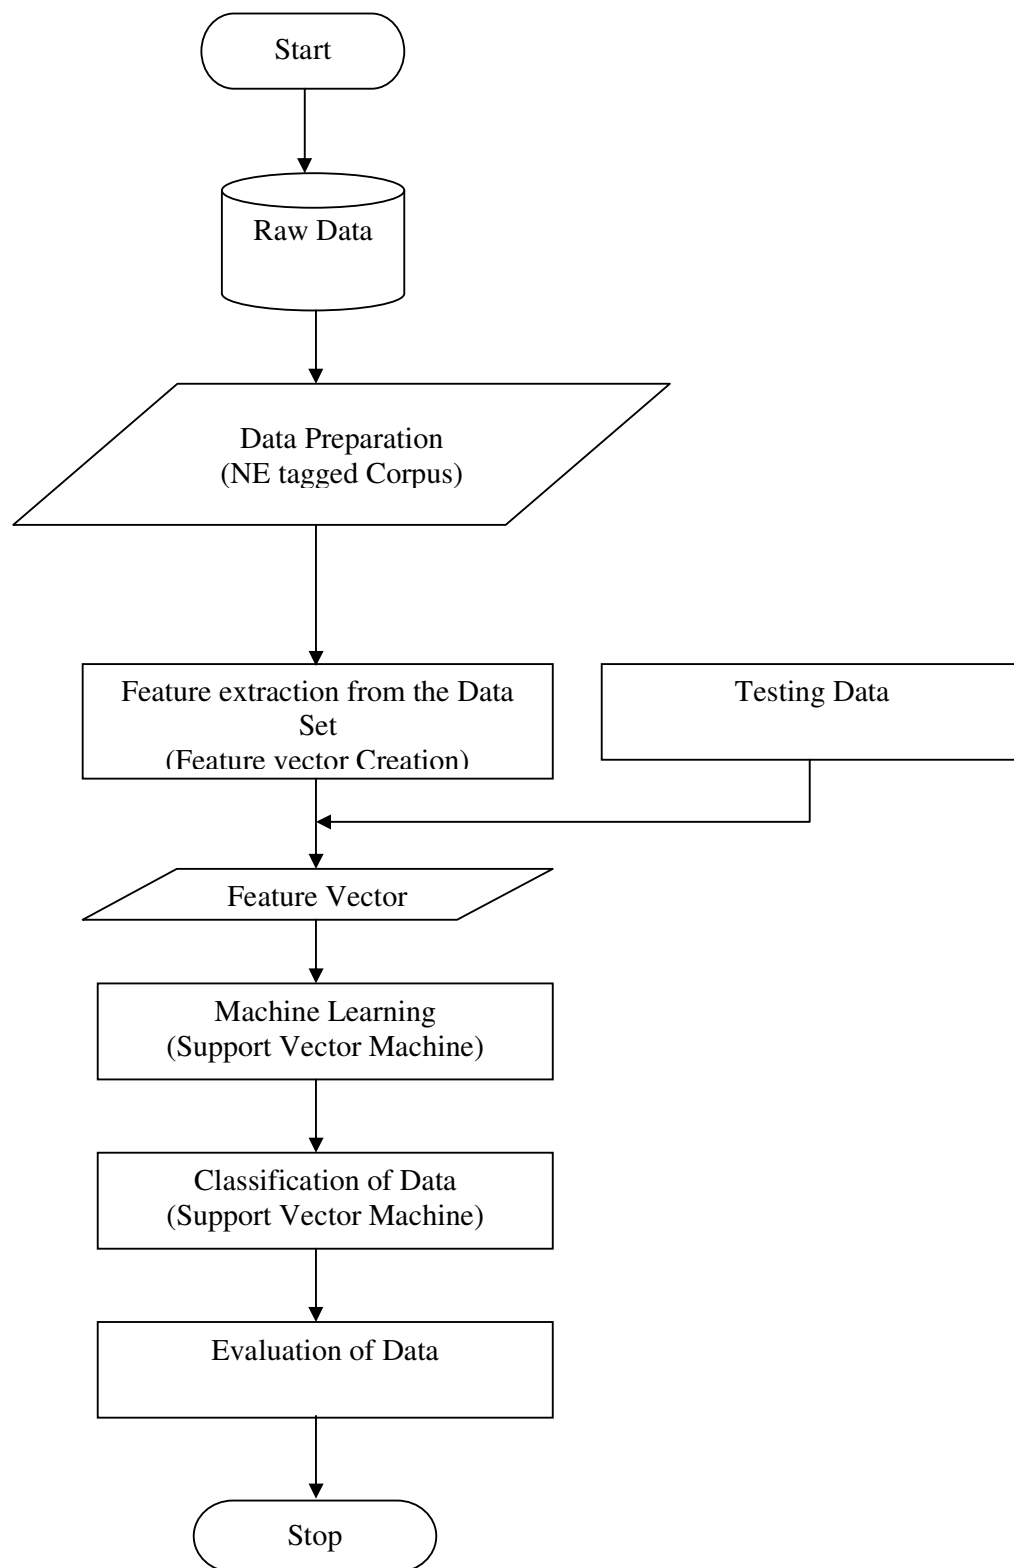 Start
Raw Data
Data Preparation
(NE tagged Corpus)
Feature extraction from the Data
Set
(Feature vector Creation)
Testing Data
Feature Vector
Machine Learning
(Support Vector Machine)
Classification of Data
(Support Vector Machine)
Evaluation of Data
Stop